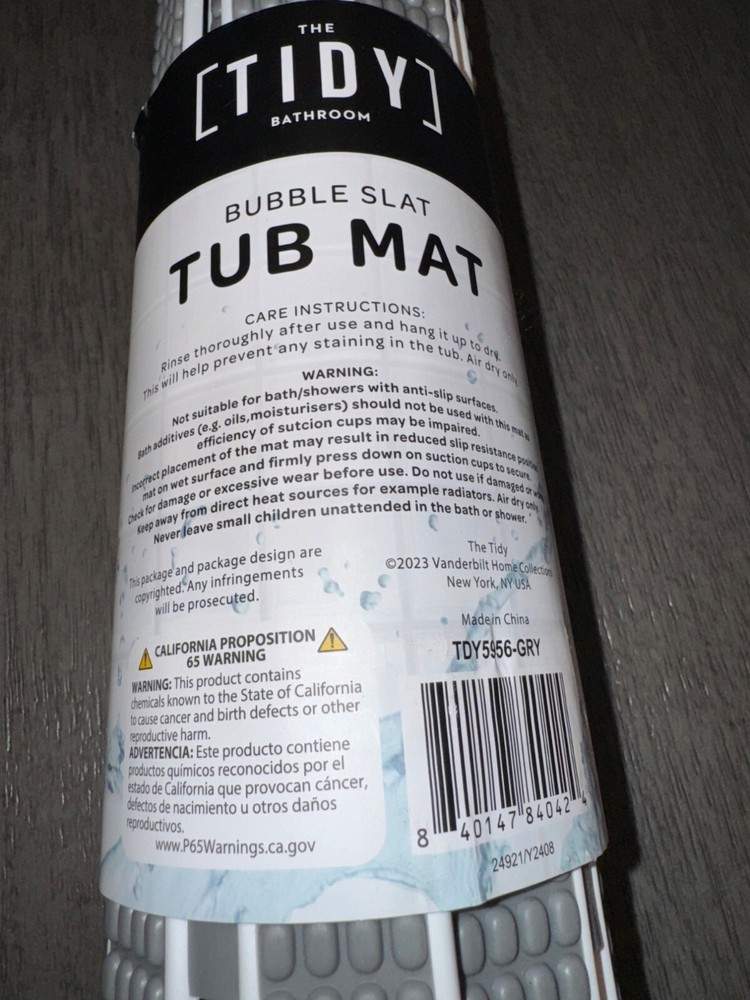 THE
[TIDY]
BATHROOM
BUBBLE SLAT
TUB MAT
CARE INSTRUCTIONS:
Rinse thoroughly after use and hang it up to dry.
This will help prevent any staining in the tub. Air dry only
WARNING:
Not suitable for bath/showers with anti-slip surfaces.
Bath additives (e.g. oils,moisturisers) should not be used with this mat as
efficiency of sutcion cups may be impaired.
Incorrect placement of the mat may result in reduced slip resistance position
mat on wet surface and firmly press down on suction cups to secure.
Check for damage or excessive wear before use. Do not use if damaged or
Keep away from direct heat sources for example radiators. Air dry only.
Never leave small children unattended in the bath or shower.
This package and package design are
copyrighted. Any infringements
will be prosecuted.
The Tidy
©2023 Vanderbilt Home Collection
New York, NY USA
Made in China
TDY5956-GRY
CALIFORNIA PROPOSITION
65 WARNING
WARNING: This product contains
chemicals known to the State of California
to cause cancer and birth defects or other
reproductive harm.
ADVERTENCIA: Este producto contiene
productos químicos reconocidos por el
estado de California que provocan cáncer,
defectos de nacimiento u otros daños
reproductivos.
www.P65Warnings.ca.gov
8 40147 84042 4
24921/Y2408